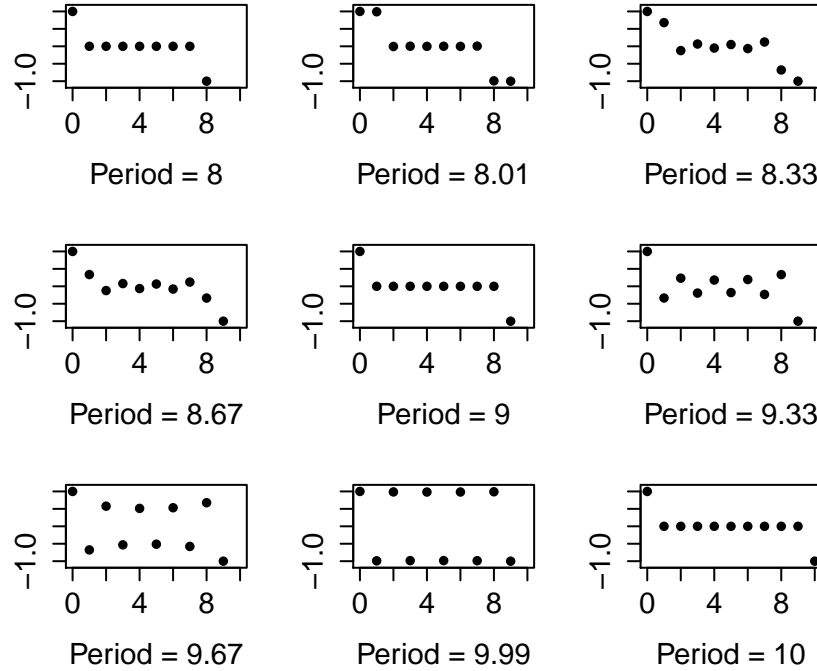 −1.0
0 4 8
Period = 8
−1.0
0 4 8
Period = 8.01
−1.0
0 4 8
Period = 8.33
−1.0
0 4 8
Period = 8.67
−1.0
0 4 8
Period = 9
−1.0
0 4 8
Period = 9.33
−1.0
0 4 8
Period = 9.67
−1.0
0 4 8
Period = 9.99
−1.0
0 4 8
Period = 10